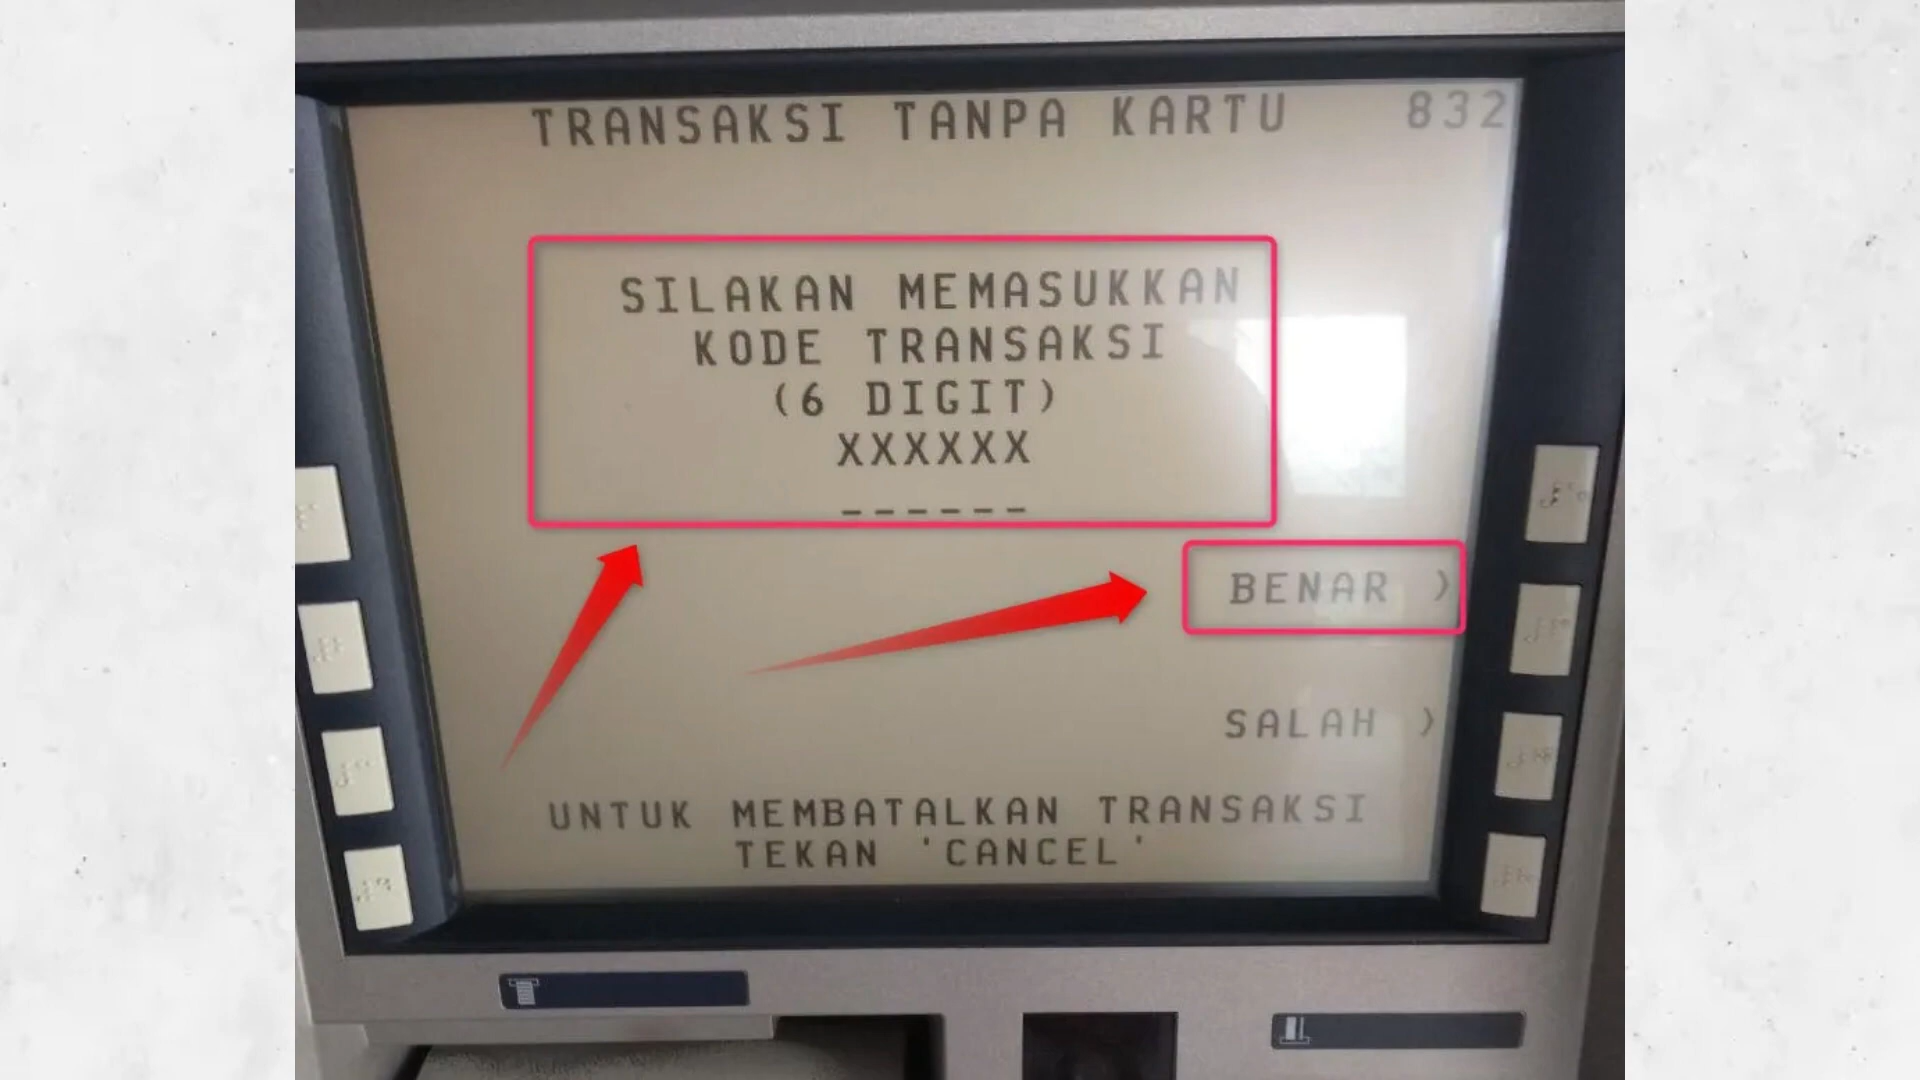 TRANSAKSI TANPA KARTU 832
SILAKAN MEMASUKKAN
KODE TRANSAKSI
(6 DIGIT)
XXXXXX
------
BENAR )
SALAH )
UNTUK MEMBATALKAN TRANSAKSI
TEKAN 'CANCEL'